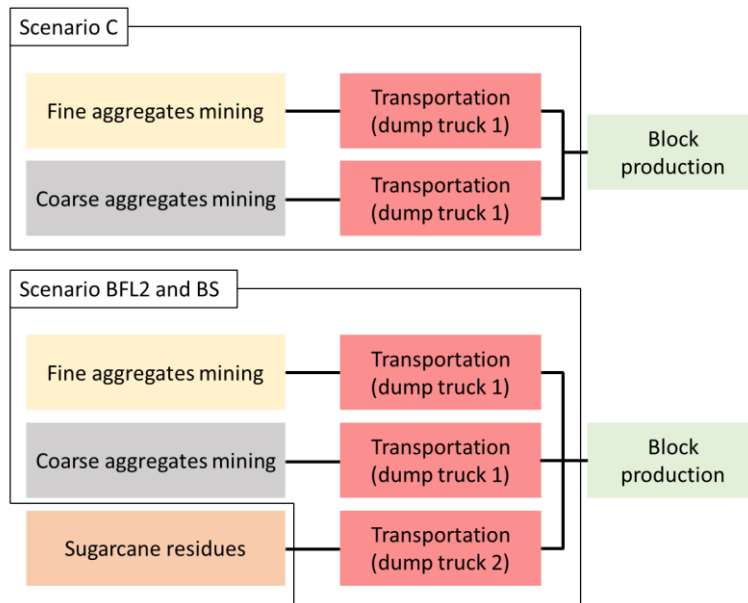 Scenario C
Fine aggregates mining
Transportation
(dump truck 1)
Coarse aggregates mining
Transportation
(dump truck 1)
Block
production
Scenario BFL2 and BS
Fine aggregates mining
Transportation
(dump truck 1)
Coarse aggregates mining
Transportation
(dump truck 1)
Block
production
Sugarcane residues
Transportation
(dump truck 2)